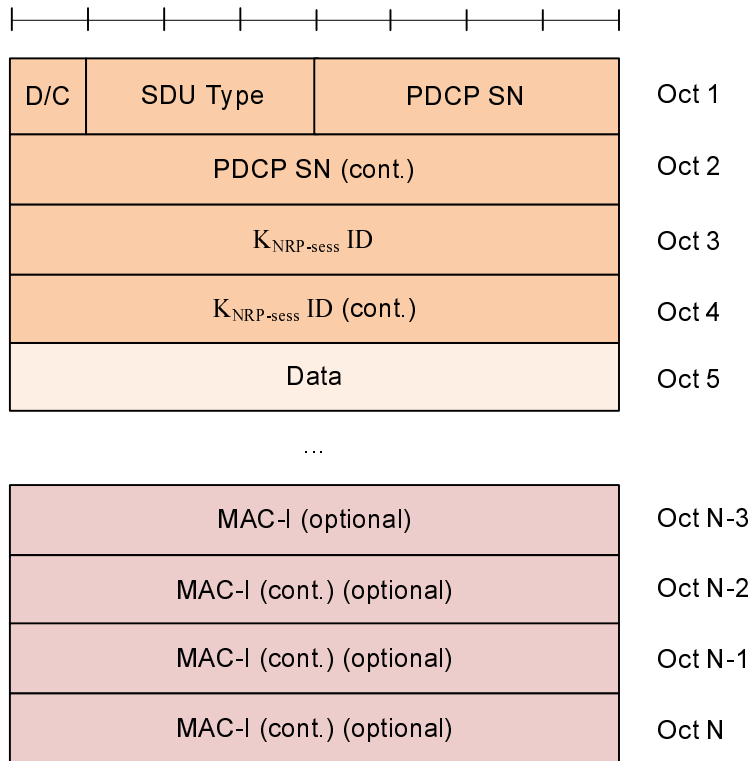 D/C SDU Type PDCP SN Oct 1
PDCP SN (cont.) Oct 2
K_NRP-sess ID Oct 3
K_NRP-sess ID (cont.) Oct 4
Data Oct 5
...
MAC-I (optional) Oct N-3
MAC-I (cont.) (optional) Oct N-2
MAC-I (cont.) (optional) Oct N-1
MAC-I (cont.) (optional) Oct N